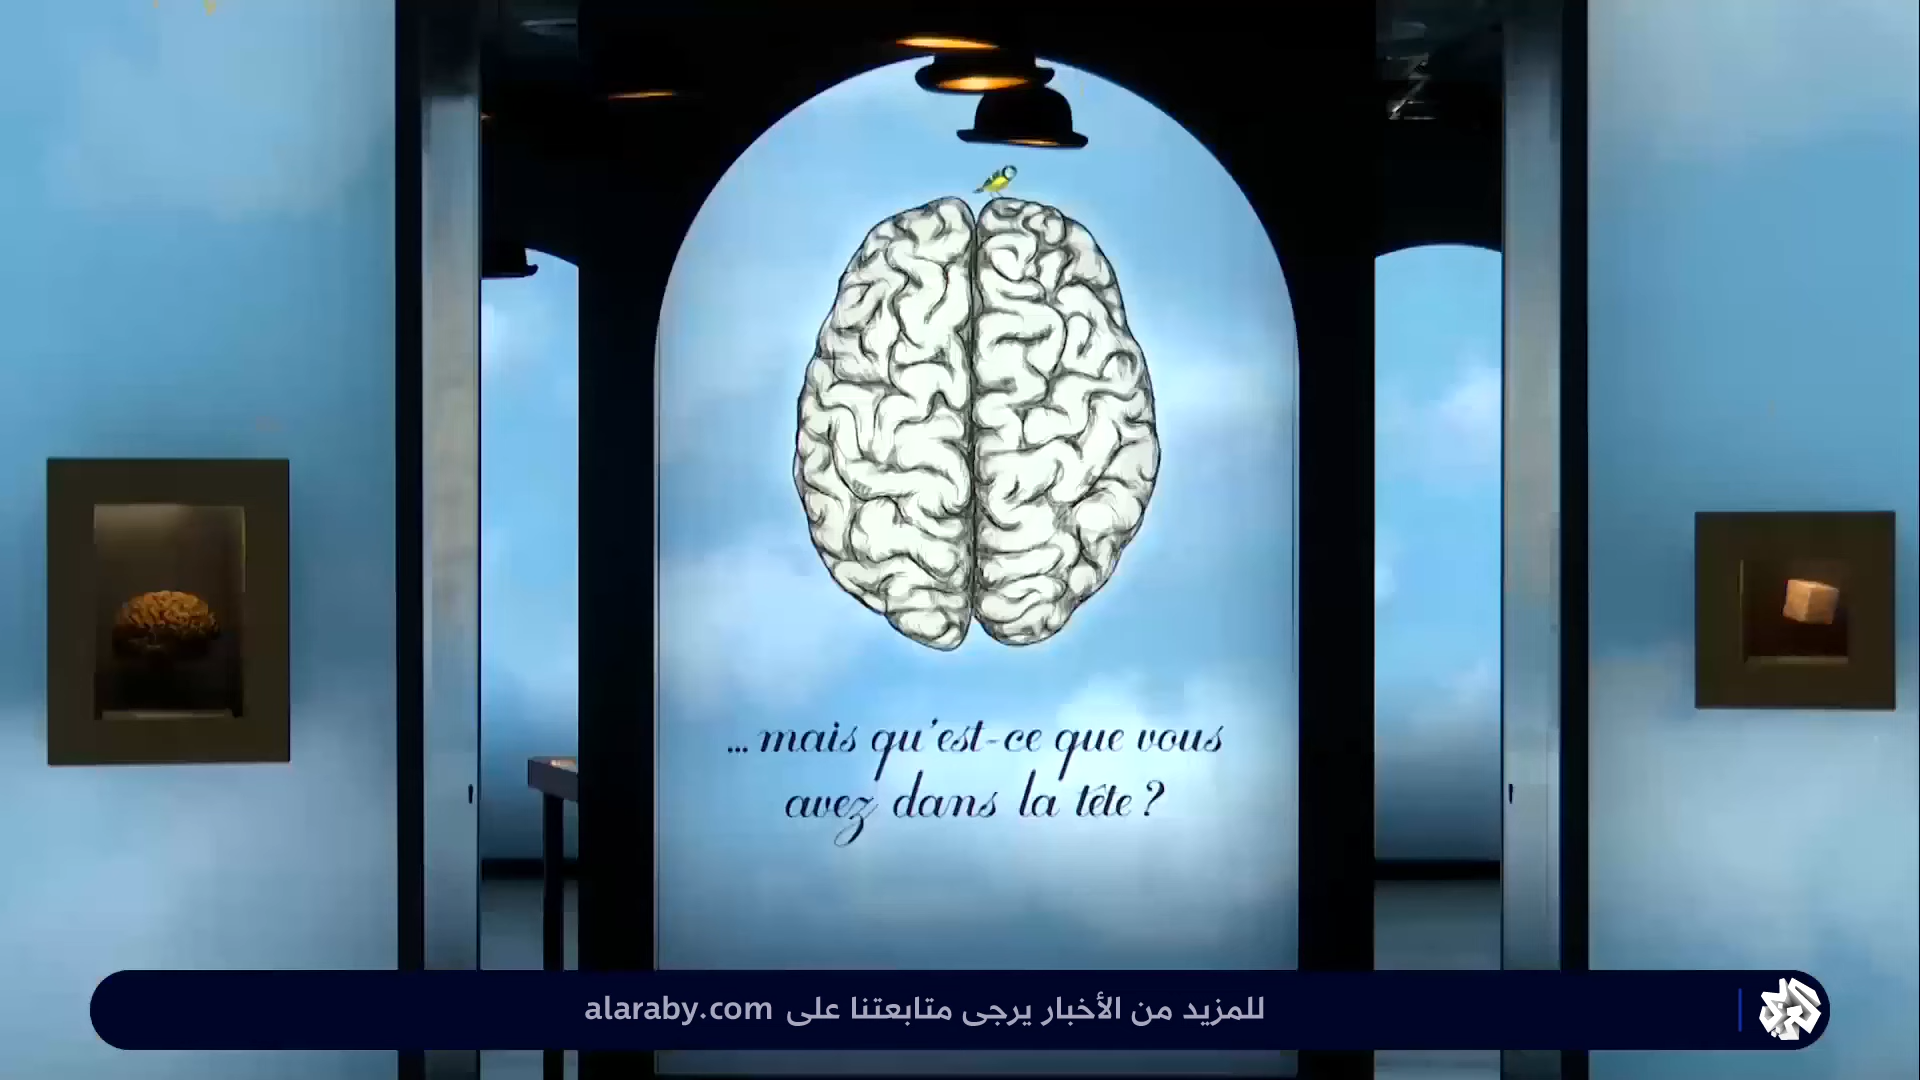 ... mais qu'est-ce que vous
avez dans la tête ?
للمزيد من الأخبار يرجى متابعتنا على alaraby.com